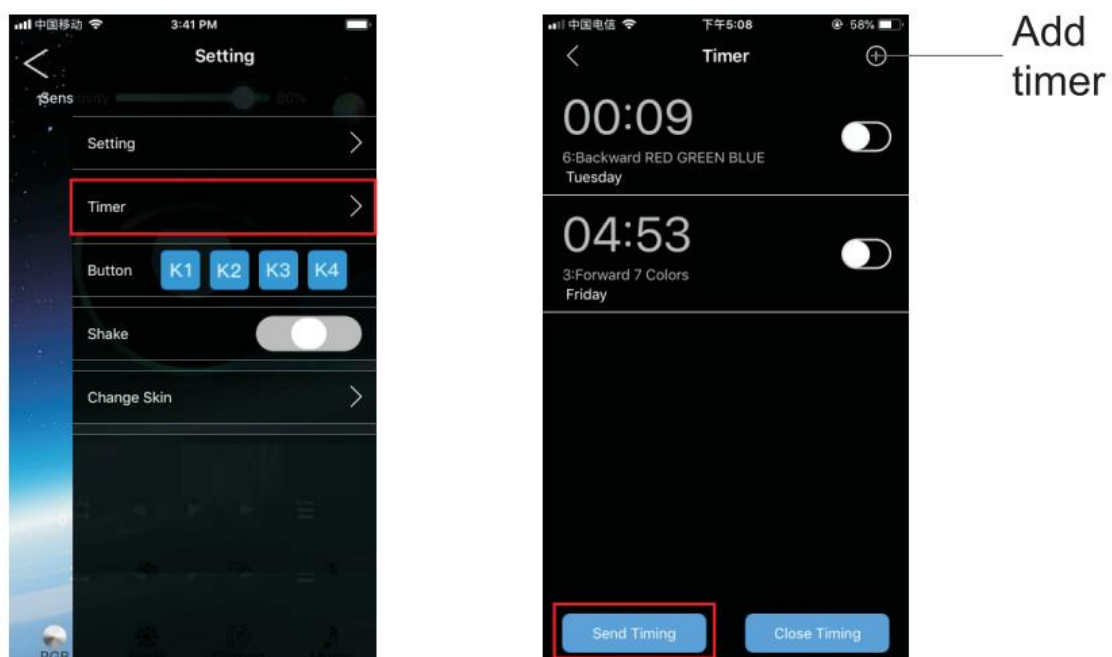 中国移动 3:41 PM
Setting
Sens
Setting
Timer
Button K1 K2 K3 K4
Shake
Change Skin
RGB
中国电信 下午5:08 58%
Timer
00:09
6:Backward RED GREEN BLUE
Tuesday
04:53
3:Forward 7 Colors
Friday
Send Timing Close Timing
Add
timer